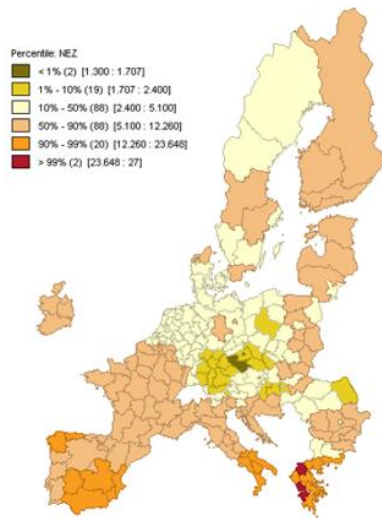 Percentile: NEZ
< 1% (2) [1.300 : 1.707]
1% - 10% (19) [1.707 : 2.400]
10% - 50% (88) [2.400 : 5.100]
50% - 90% (88) [5.100 : 12.260]
90% - 99% (20) [12.260 : 23.648]
> 99% (2) [23.648 : 27]